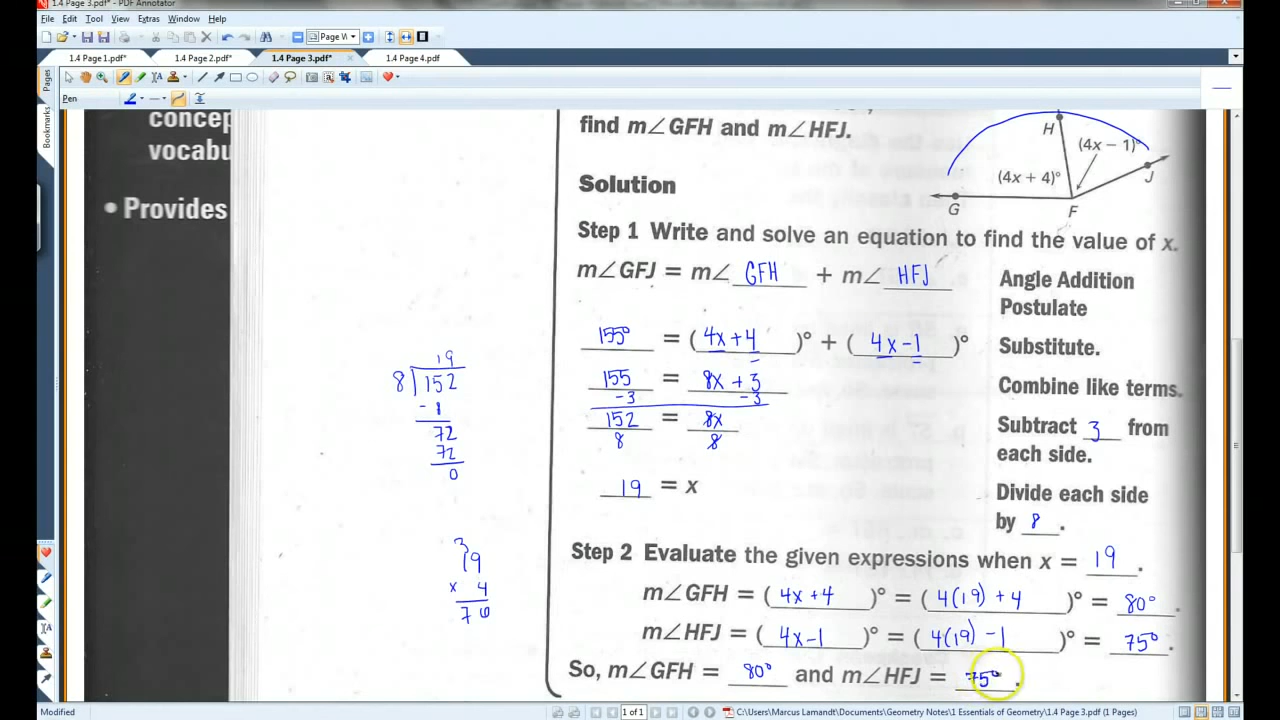 1.4 Page 3.pdf* - PDF Annotator
File Edit Tool View Extras Window Help
Page W
1.4 Page 1.pdf* 1.4 Page 2.pdf* 1.4 Page 3.pdf* 1.4 Page 4.pdf
Pen
Pages
Bookmarks
concep
vocabu
• Provides
find m∠GFH and m∠HFJ.
H
(4x − 1)°
(4x + 4)°
J
G
F
Solution
Step 1 Write and solve an equation to find the value of x.
m∠GFJ = m∠ GFH + m∠ HFJ
Angle Addition
Postulate
155° = ( 4x+4 )° + ( 4x-1 )° Substitute.
155 = 8x + 3 Combine like terms.
-3 -3
152 = 8x
8 8
Subtract 3 from
each side.
19 = x
Divide each side
by 8 .
19
8 152
- 8
72
72
0
3
19
x 4
76
Step 2 Evaluate the given expressions when x = 19 .
m∠GFH = ( 4x+4 )° = ( 4(19) + 4 )° = 80° .
m∠HFJ = ( 4x-1 )° = ( 4(19) - 1 )° = 75° .
So, m∠GFH = 80° and m∠HFJ = 75° .
Modified
1 of 1
C:\Users\Marcus Lamandt\Documents\Geometry Notes\1 Essentials of Geometry\1.4 Page 3.pdf (1 Pages)